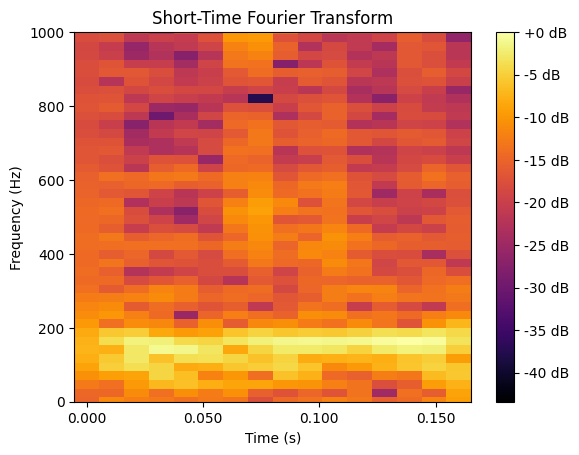 Short-Time Fourier Transform
1000
800
600
400
200
0
Frequency (Hz)
0.000
0.050
0.100
0.150
Time (s)
+0 dB
-5 dB
-10 dB
-15 dB
-20 dB
-25 dB
-30 dB
-35 dB
-40 dB